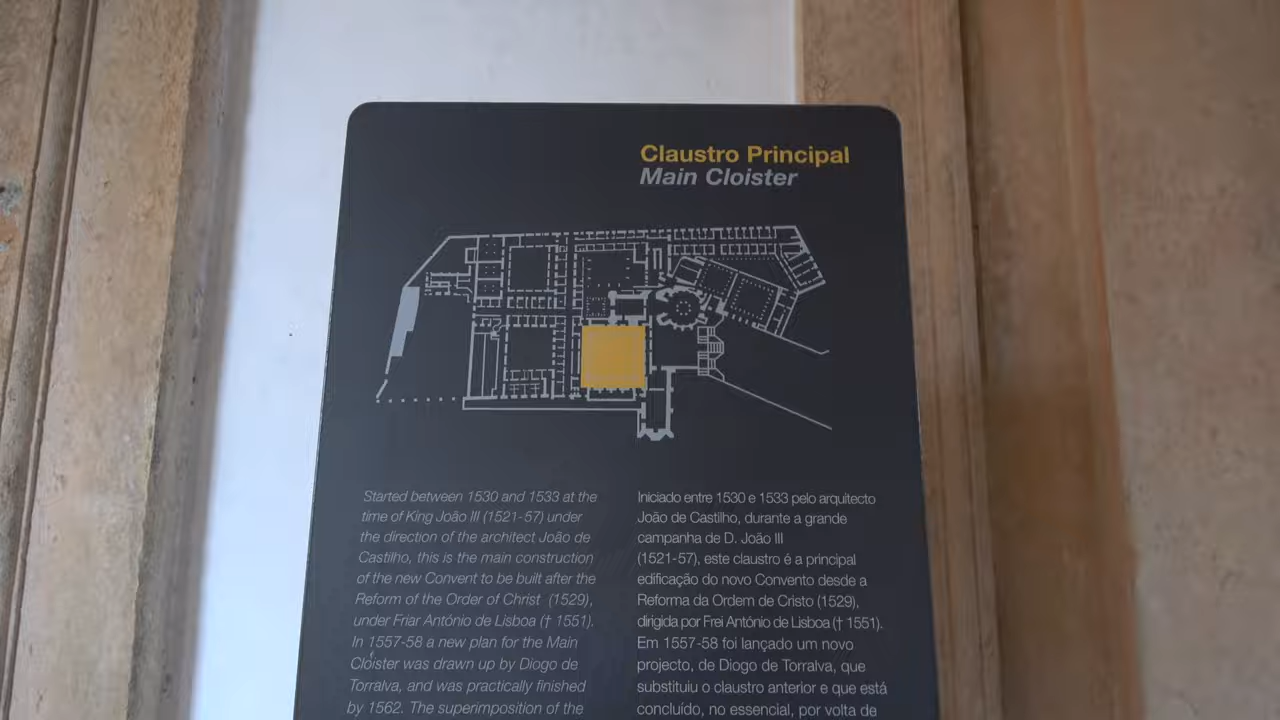 Claustro Principal
Main Cloister
Started between 1530 and 1533 at the
time of King João III (1521-57) under
the direction of the architect João de
Castilho, this is the main construction
of the new Convent to be built after the
Reform of the Order of Christ (1529),
under Friar António de Lisboa († 1551).
In 1557-58 a new plan for the Main
Cloister was drawn up by Diogo de
Torralva, and was practically finished
by 1562. The superimposition of the
Iniciado entre 1530 e 1533 pelo arquitecto
João de Castilho, durante a grande
campanha de D. João III
(1521-57), este claustro é a principal
edificação do novo Convento desde a
Reforma da Ordem de Cristo (1529),
dirigida por Frei António de Lisboa († 1551).
Em 1557-58 foi lançado um novo
projecto, de Diogo de Torralva, que
substituiu o claustro anterior e que está
concluído, no essencial, por volta de